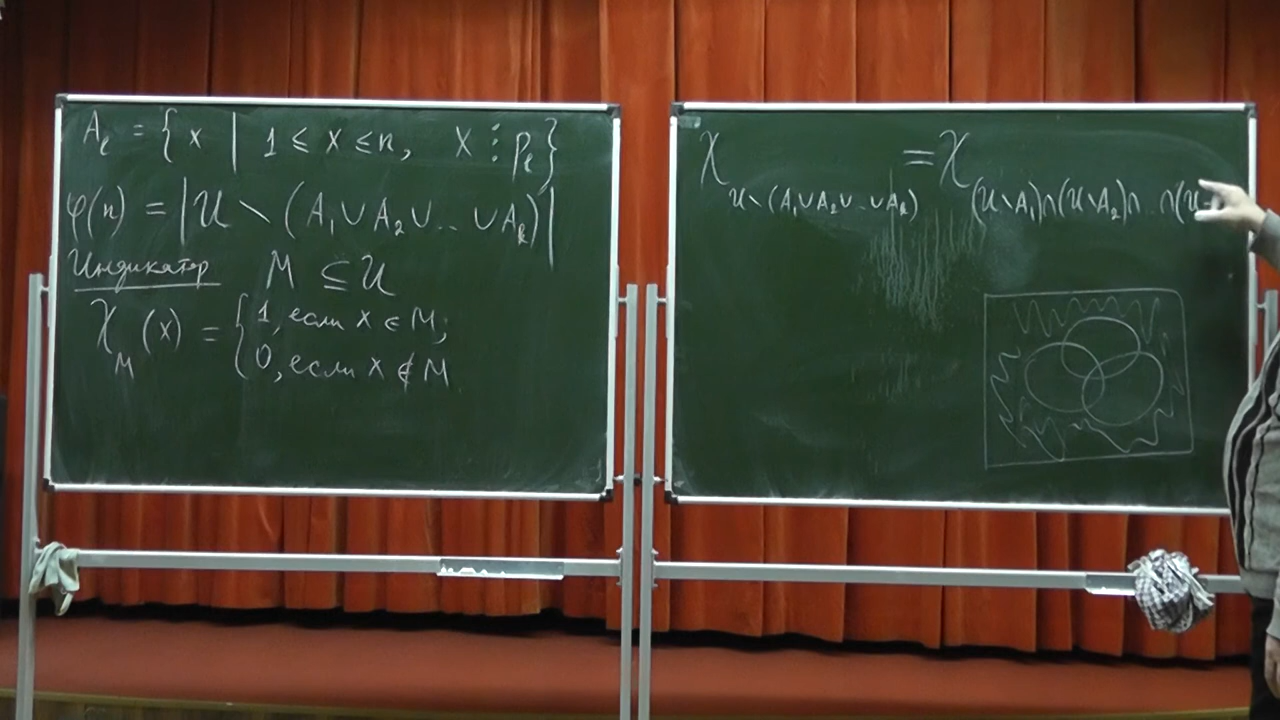 A_ℓ = { x | 1 ≤ x ≤ n, x ⋮ p_ℓ }
φ(n) = | U \ (A₁ ∪ A₂ ∪ .. ∪ A_k) |
Индикатор M ⊆ U
χ_M (x) = { 1, если x ∈ M;
0, если x ∉ M
χ_{U \ (A₁ ∪ A₂ ∪ .. ∪ A_k)} = χ_{(U \ A₁) ∩ (U \ A₂) ∩ .. ∩ (U \